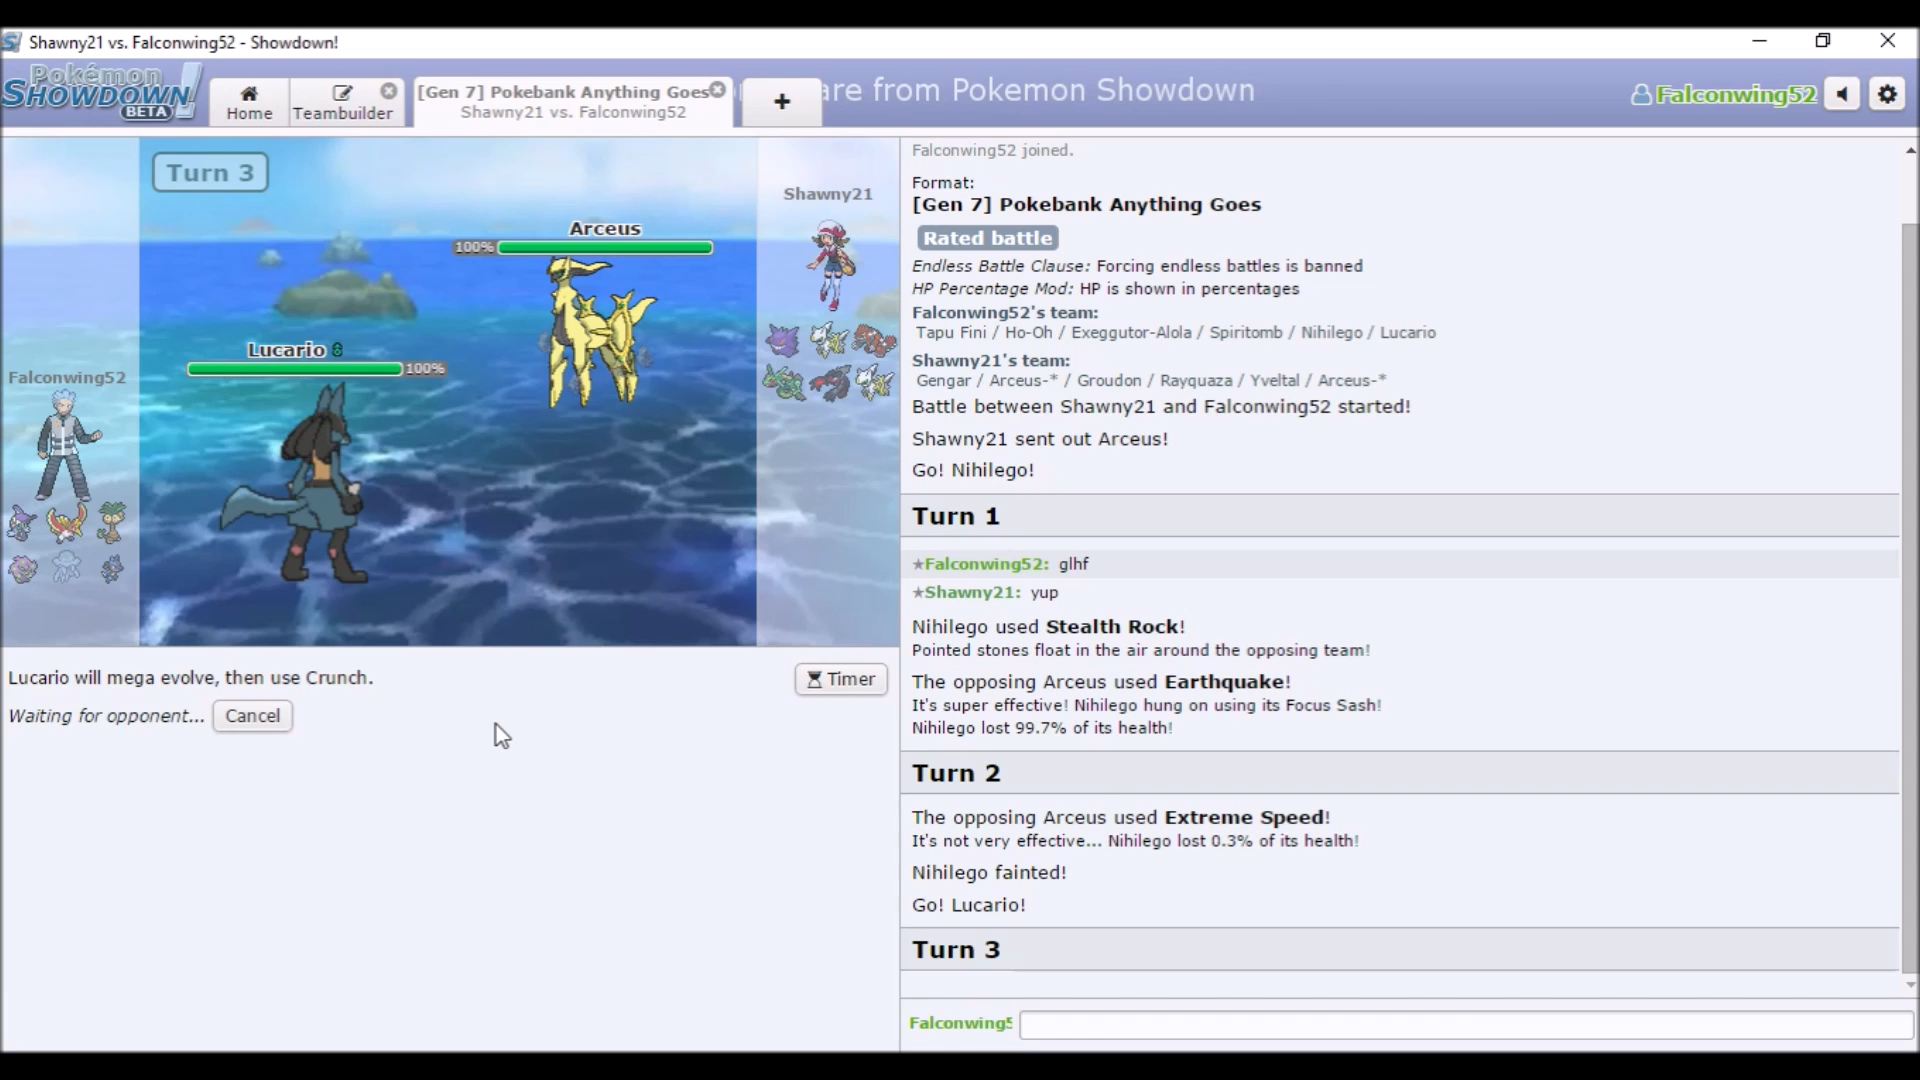 Shawny21 vs. Falconwing52 - Showdown!
Pokémon
SHOWDOWN!
BETA
Home
Teambuilder
[Gen 7] Pokebank Anything Goes
Shawny21 vs. Falconwing52
+
are from Pokemon Showdown
Falconwing52
Turn 3
Shawny21
Arceus
100%
Lucario
100%
Falconwing52
Lucario will mega evolve, then use Crunch.
Timer
Waiting for opponent...
Cancel
Falconwing52 joined.
Format:
[Gen 7] Pokebank Anything Goes
Rated battle
Endless Battle Clause: Forcing endless battles is banned
HP Percentage Mod: HP is shown in percentages
Falconwing52's team:
Tapu Fini / Ho-Oh / Exeggutor-Alola / Spiritomb / Nihilego / Lucario
Shawny21's team:
Gengar / Arceus-* / Groudon / Rayquaza / Yveltal / Arceus-*
Battle between Shawny21 and Falconwing52 started!
Shawny21 sent out Arceus!
Go! Nihilego!
Turn 1
★Falconwing52: glhf
★Shawny21: yup
Nihilego used Stealth Rock!
Pointed stones float in the air around the opposing team!
The opposing Arceus used Earthquake!
It's super effective! Nihilego hung on using its Focus Sash!
Nihilego lost 99.7% of its health!
Turn 2
The opposing Arceus used Extreme Speed!
It's not very effective... Nihilego lost 0.3% of its health!
Nihilego fainted!
Go! Lucario!
Turn 3
Falconwing5